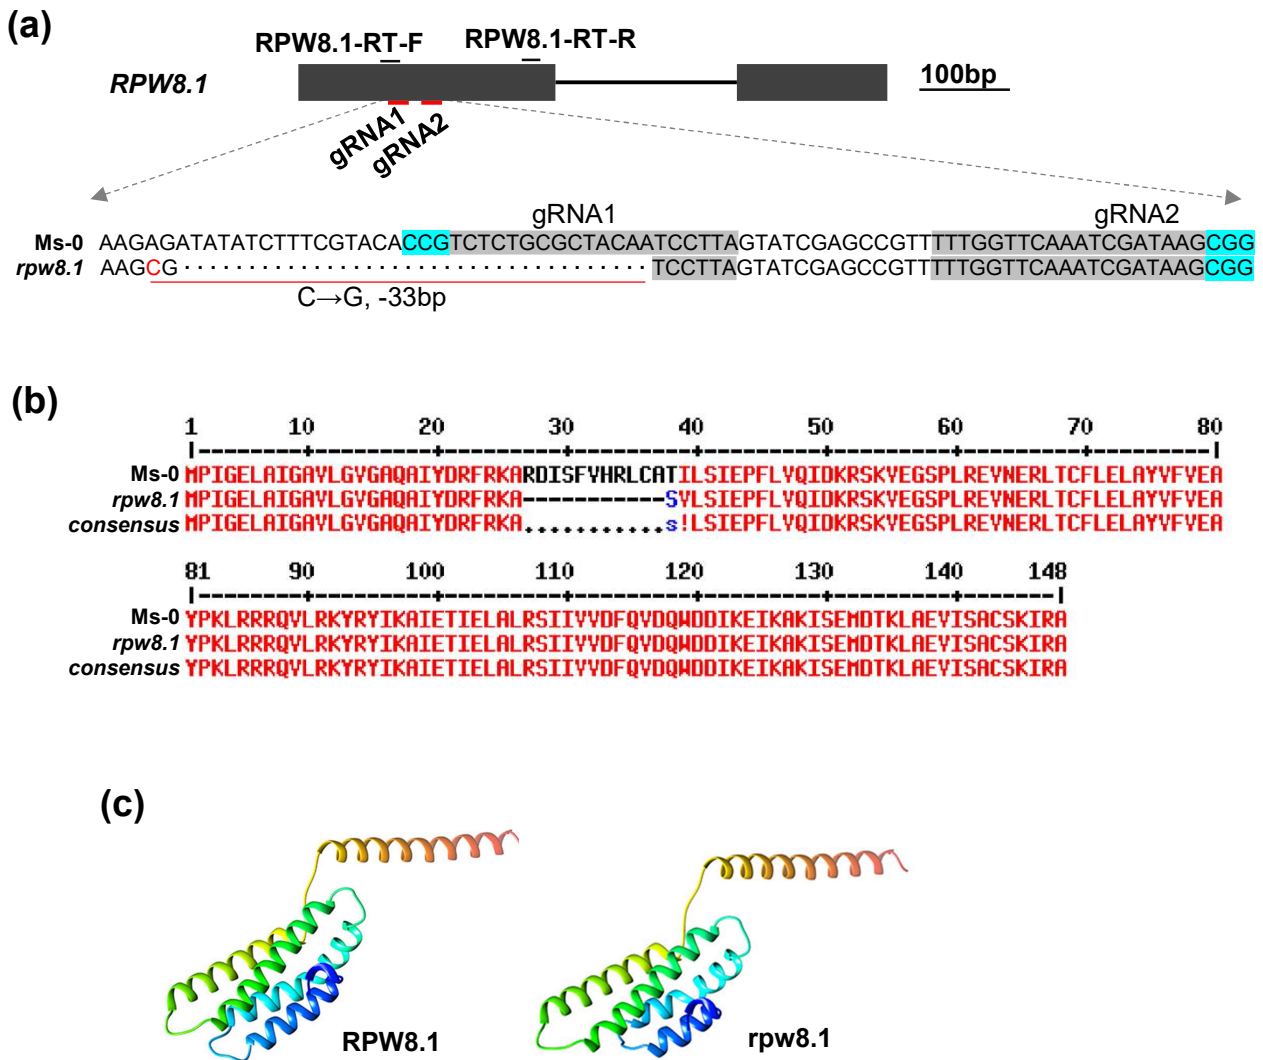 (a)
RPW8.1-RT-F
RPW8.1-RT-R
RPW8.1
100bp
gRNA1
gRNA2
gRNA1
gRNA2
Ms-0 AAGAGATATATCTTTCGTACACCGTCTCTGCGCTACAATCCTTAGTATCGAGCCGTTTTTGGTTCAAATCGATAAGCGG
rpw8.1 AAGCG·································TCCTTAGTATCGAGCCGTTTTTGGTTCAAATCGATAAGCGG
C→G, -33bp
(b)
1 10 20 30 40 50 60 70 80
Ms-0 MPIGELAIGAVLGVGAQAIYDRFRKARDISFVHRLCATILSIEPFLVQIDKRSKVEGSPLREVNERLTCFLELAYVFVEA
rpw8.1 MPIGELAIGAVLGVGAQAIYDRFRKA-----------SVLSIEPFLVQIDKRSKVEGSPLREVNERLTCFLELAYVFVEA
consensus MPIGELAIGAVLGVGAQAIYDRFRKA...........s!LSIEPFLVQIDKRSKVEGSPLREVNERLTCFLELAYVFVEA
81 90 100 110 120 130 140 148
Ms-0 YPKLRRRQVLRKYRYIKAIETIELALRSIIVVDFQVDQWDDIKEIKAKISEMDTKLAEVISACSKIRA
rpw8.1 YPKLRRRQVLRKYRYIKAIETIELALRSIIVVDFQVDQWDDIKEIKAKISEMDTKLAEVISACSKIRA
consensus YPKLRRRQVLRKYRYIKAIETIELALRSIIVVDFQVDQWDDIKEIKAKISEMDTKLAEVISACSKIRA
(c)
RPW8.1
rpw8.1